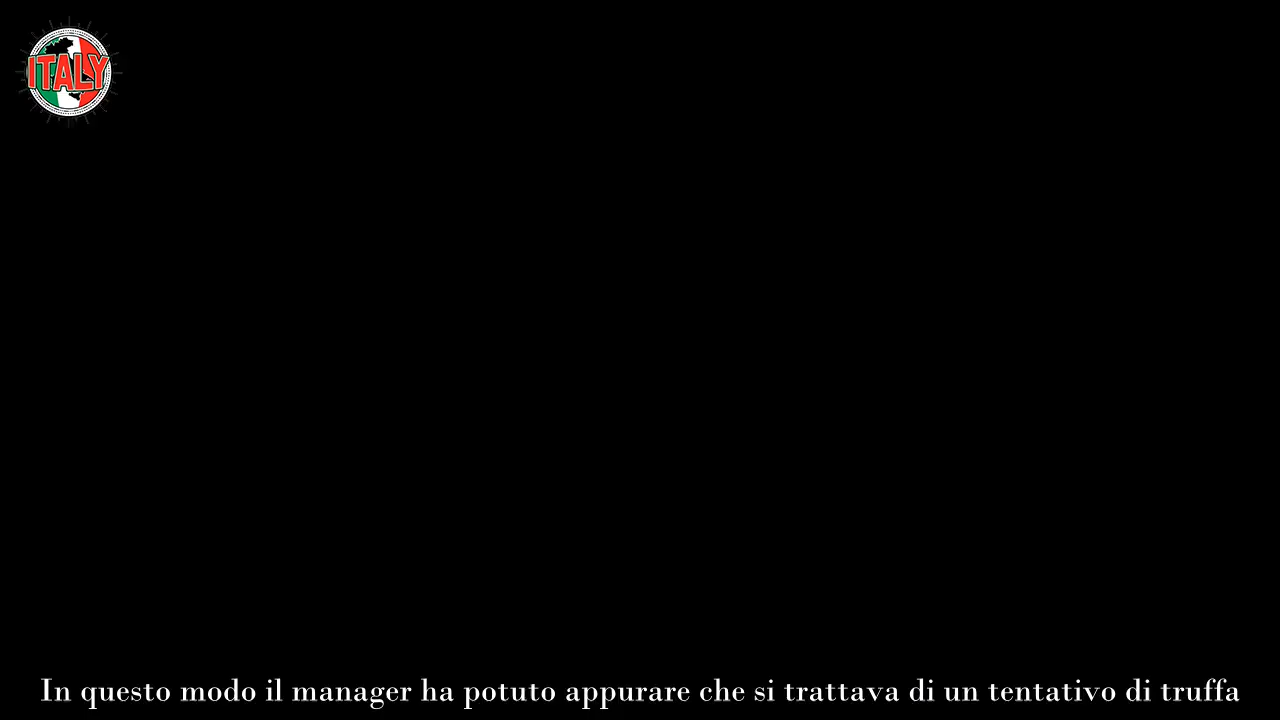 ITALY
In questo modo il manager ha potuto appurare che si trattava di un tentativo di truffa